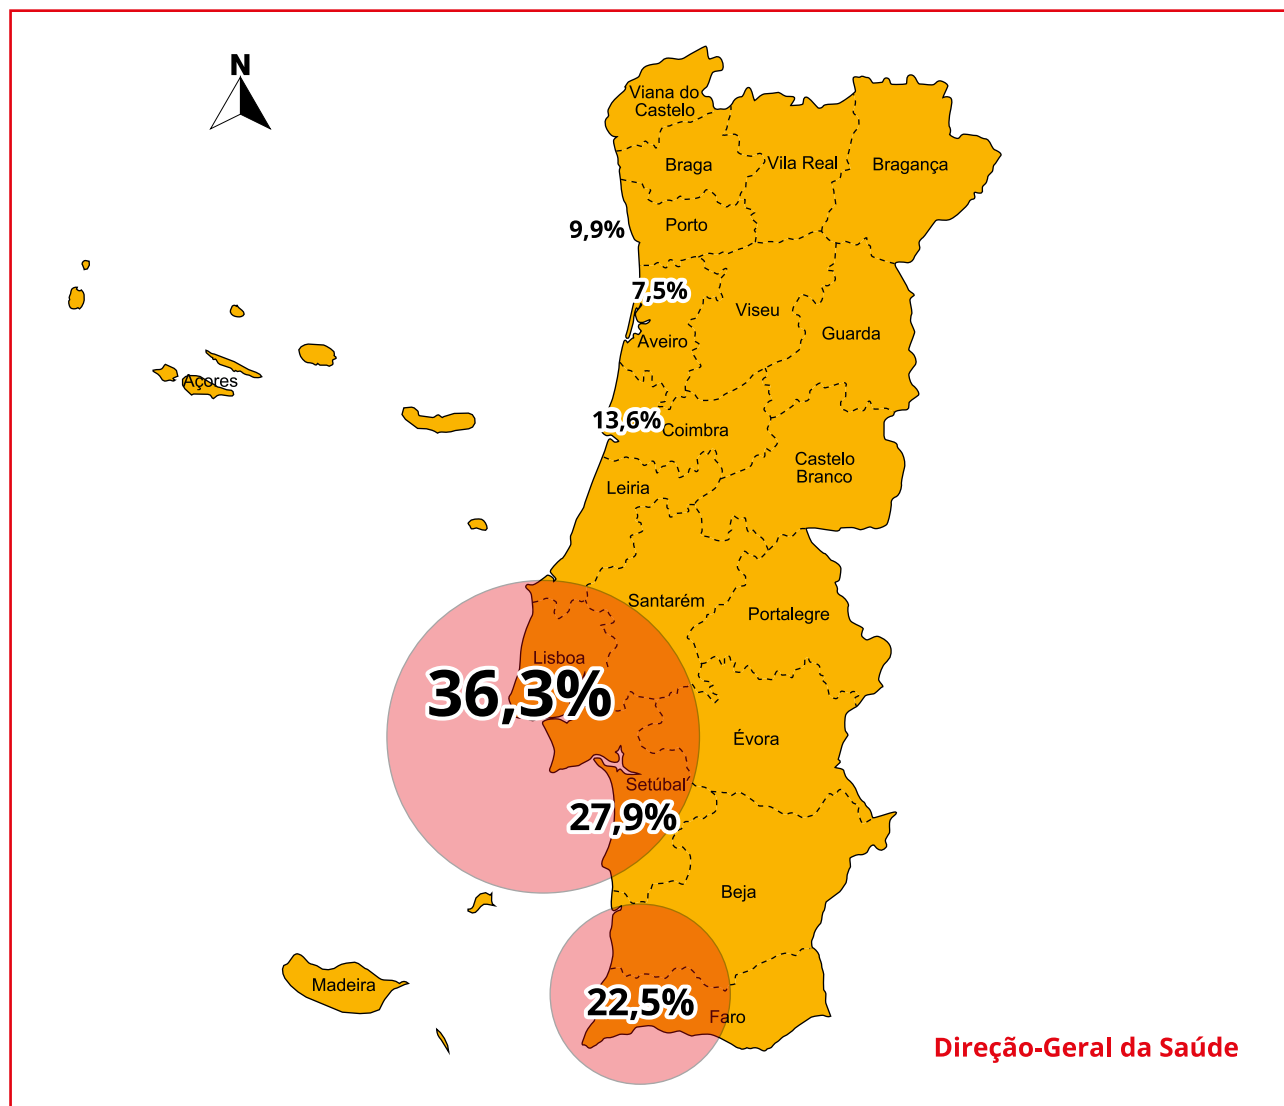 N
Viana do
Castelo
Braga
Vila Real
Bragança
9,9%
Porto
7,5%
Viseu
Aveiro
Guarda
Açores
13,6%
Coimbra
Castelo
Branco
Leiria
Santarém
Portalegre
Lisboa
36,3%
Évora
Setúbal
27,9%
Beja
Madeira
22,5%
Faro
Direção-Geral da Saúde